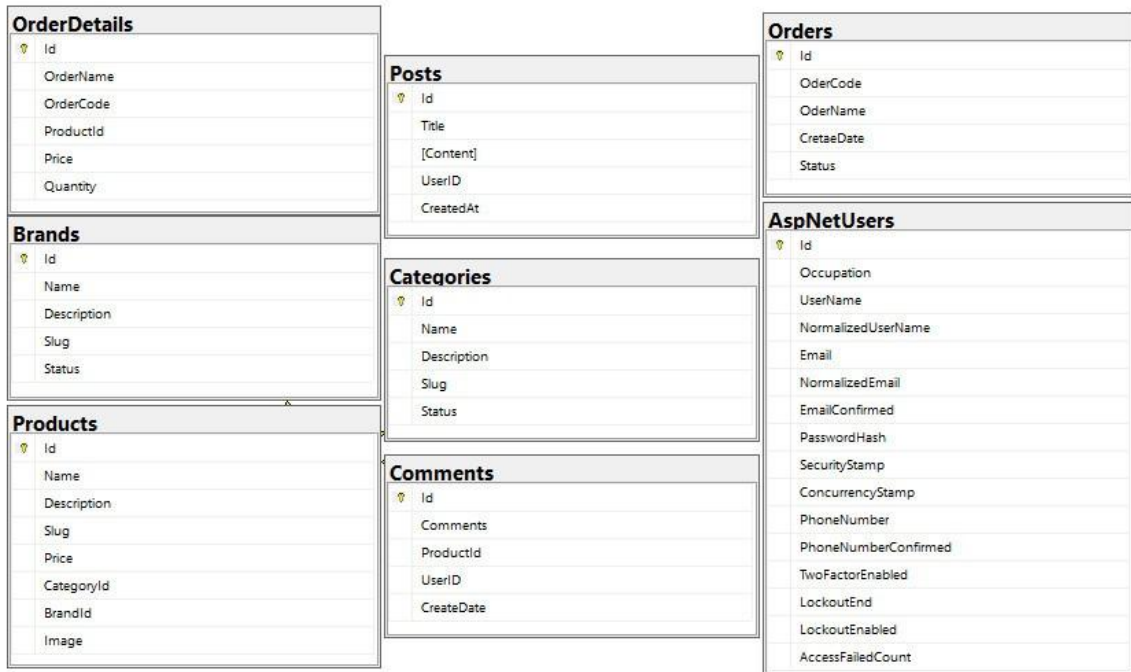 OrderDetails
Id
OrderName
OrderCode
ProductId
Price
Quantity
Brands
Id
Name
Description
Slug
Status
Products
Id
Name
Description
Slug
Price
CategoryId
BrandId
Image
Posts
Id
Title
[Content]
UserID
CreatedAt
Categories
Id
Name
Description
Slug
Status
Comments
Id
Comments
ProductId
UserID
CreateDate
Orders
Id
OderCode
OderName
CretaeDate
Status
AspNetUsers
Id
Occupation
UserName
NormalizedUserName
Email
NormalizedEmail
EmailConfirmed
PasswordHash
SecurityStamp
ConcurrencyStamp
PhoneNumber
PhoneNumberConfirmed
TwoFactorEnabled
LockoutEnd
LockoutEnabled
AccessFailedCount